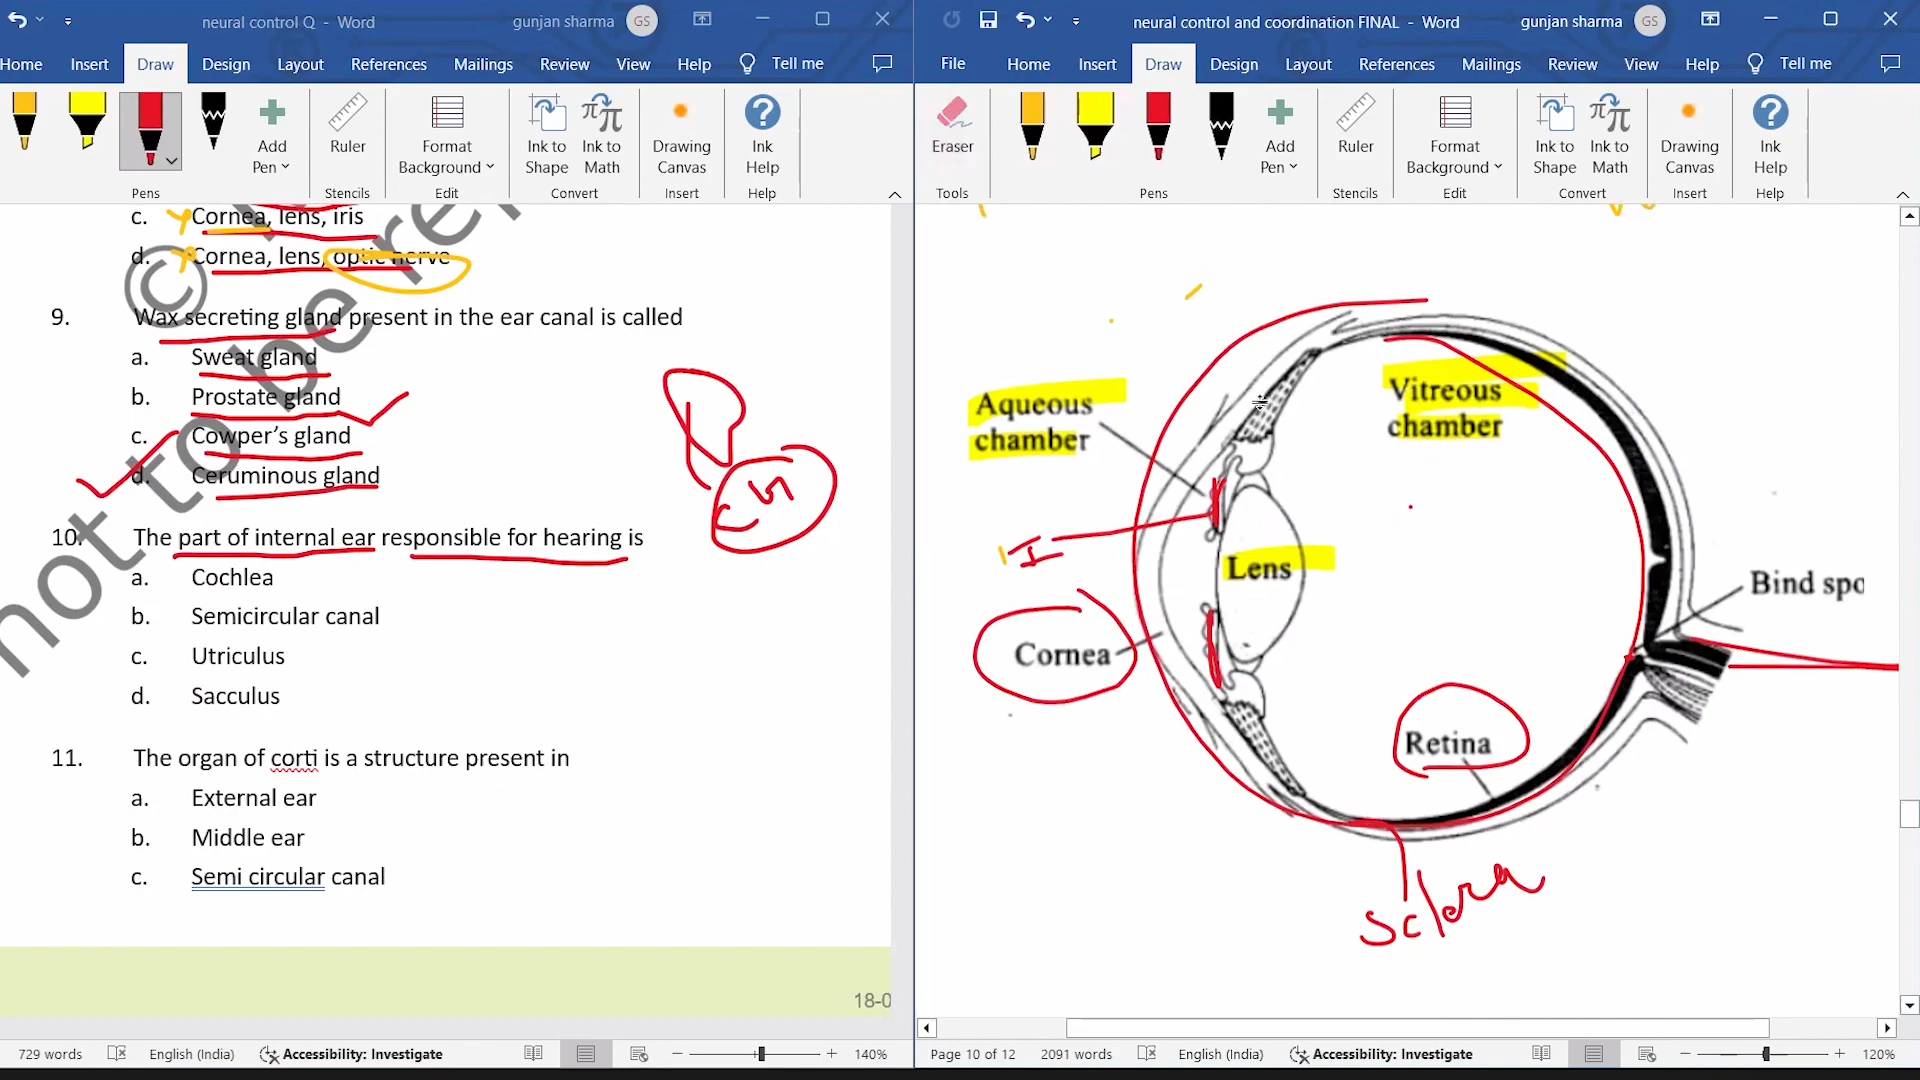 neural control Q - Word
gunjan sharma
GS
Home Insert Draw Design Layout References Mailings Review View Help Tell me
Add Pen
Ruler
Format Background
Ink to Shape
Ink to Math
Drawing Canvas
Ink Help
Pens Stencils Edit Convert Insert Help
c. Cornea, lens, iris
d. Cornea, lens, optic nerve
9. Wax secreting gland present in the ear canal is called
a. Sweat gland
b. Prostate gland
c. Cowper's gland
d. Ceruminous gland
10. The part of internal ear responsible for hearing is
a. Cochlea
b. Semicircular canal
c. Utriculus
d. Sacculus
11. The organ of corti is a structure present in
a. External ear
b. Middle ear
c. Semi circular canal
©
not to be re
18-0
729 words English (India) Accessibility: Investigate 140%
neural control and coordination FINAL - Word
gunjan sharma
GS
File Home Insert Draw Design Layout References Mailings Review View Help Tell me
Eraser
Add Pen
Ruler
Format Background
Ink to Shape
Ink to Math
Drawing Canvas
Ink Help
Tools Pens Stencils Edit Convert Insert Help
Aqueous
chamber
Vitreous
chamber
I
Lens
Bind spo
Cornea
Retina
Sclera
Page 10 of 12 2091 words English (India) Accessibility: Investigate 120%